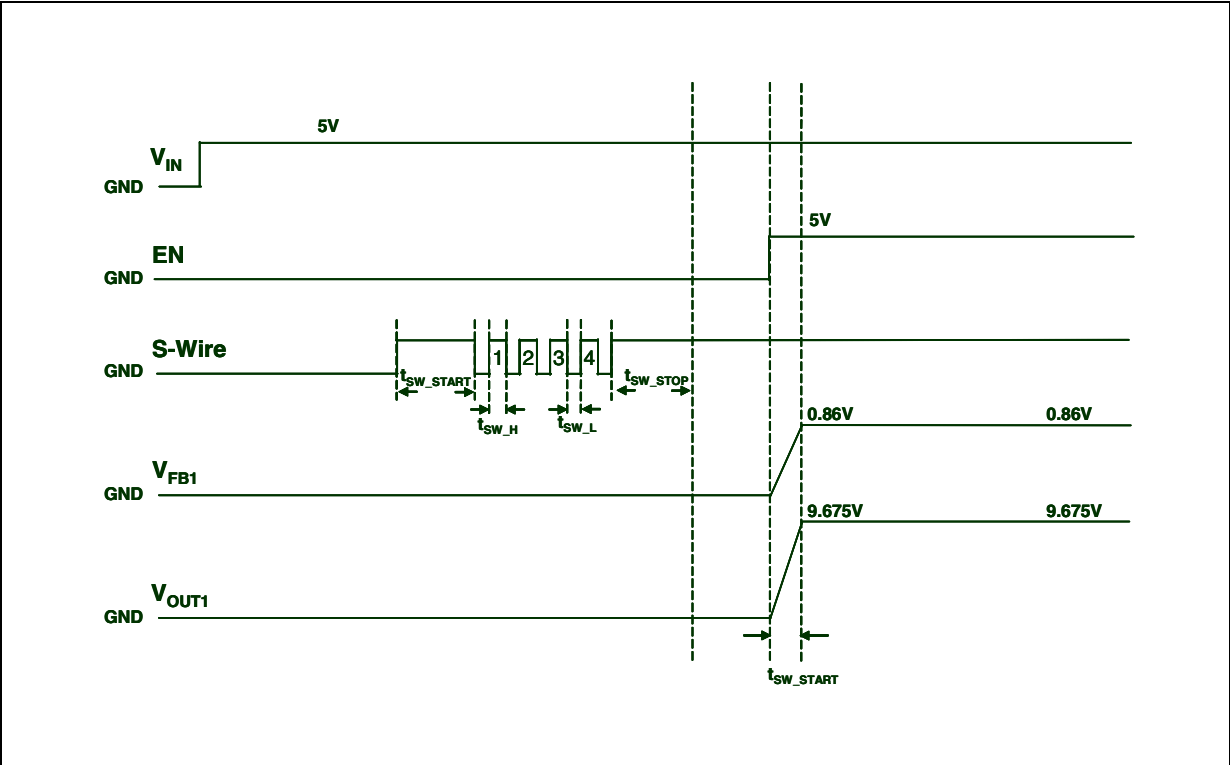 5V
VIN
GND
5V
EN
GND
S-Wire
GND
1 2 3 4
tSW_START
tSW_STOP
tSW_H
tSW_L
0.86V 0.86V
VFB1
GND
9.675V 9.675V
VOUT1
GND
tSW_START